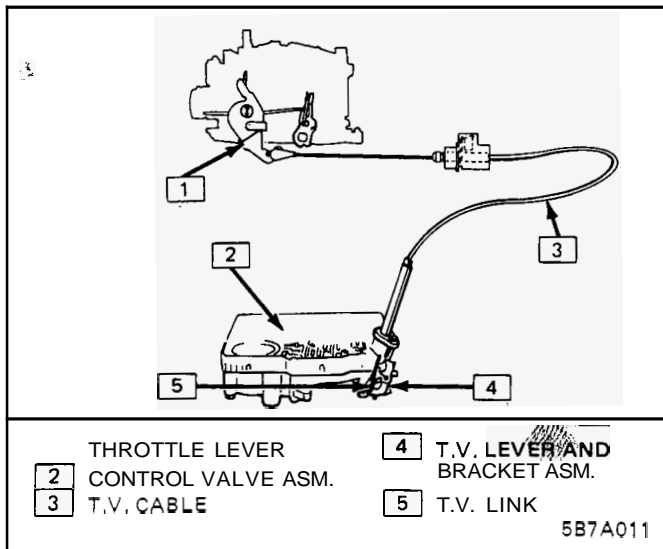 1
2
3
5
4
THROTTLE LEVER
2 CONTROL VALVE ASM.
3 T.V. CABLE
4 T.V. LEVER AND
BRACKET ASM.
5 T.V. LINK
5B7A011